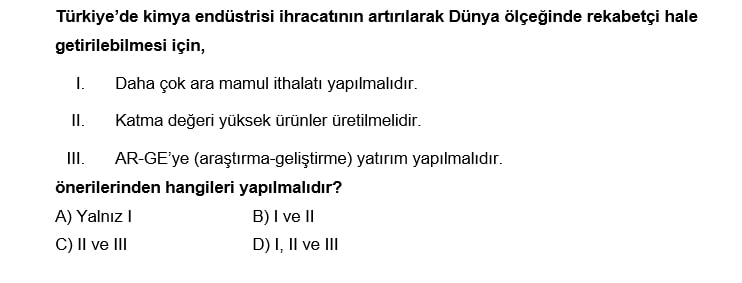 Türkiye’de kimya endüstrisi ihracatının artırılarak Dünya ölçeğinde rekabetçi hale
getirilebilmesi için,
I. Daha çok ara mamul ithalatı yapılmalıdır.
II. Katma değeri yüksek ürünler üretilmelidir.
III. AR-GE’ye (araştırma-geliştirme) yatırım yapılmalıdır.
önerilerinden hangileri yapılmalıdır?
A) Yalnız I B) I ve II
C) II ve III D) I, II ve III